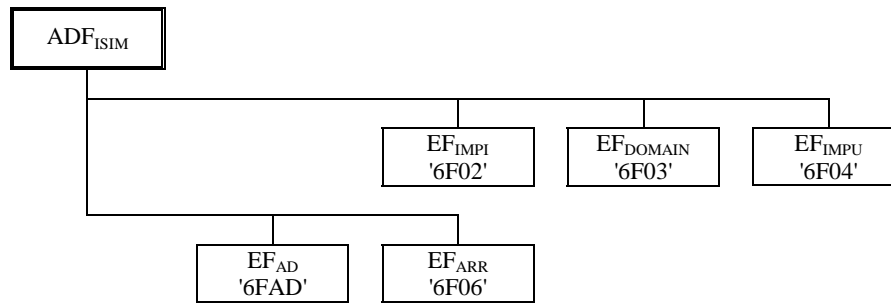 ADFISIM
EFIMPI
'6F02'
EFDOMAIN
'6F03'
EFIMPU
'6F04'
EFAD
'6FAD'
EFARR
'6F06'